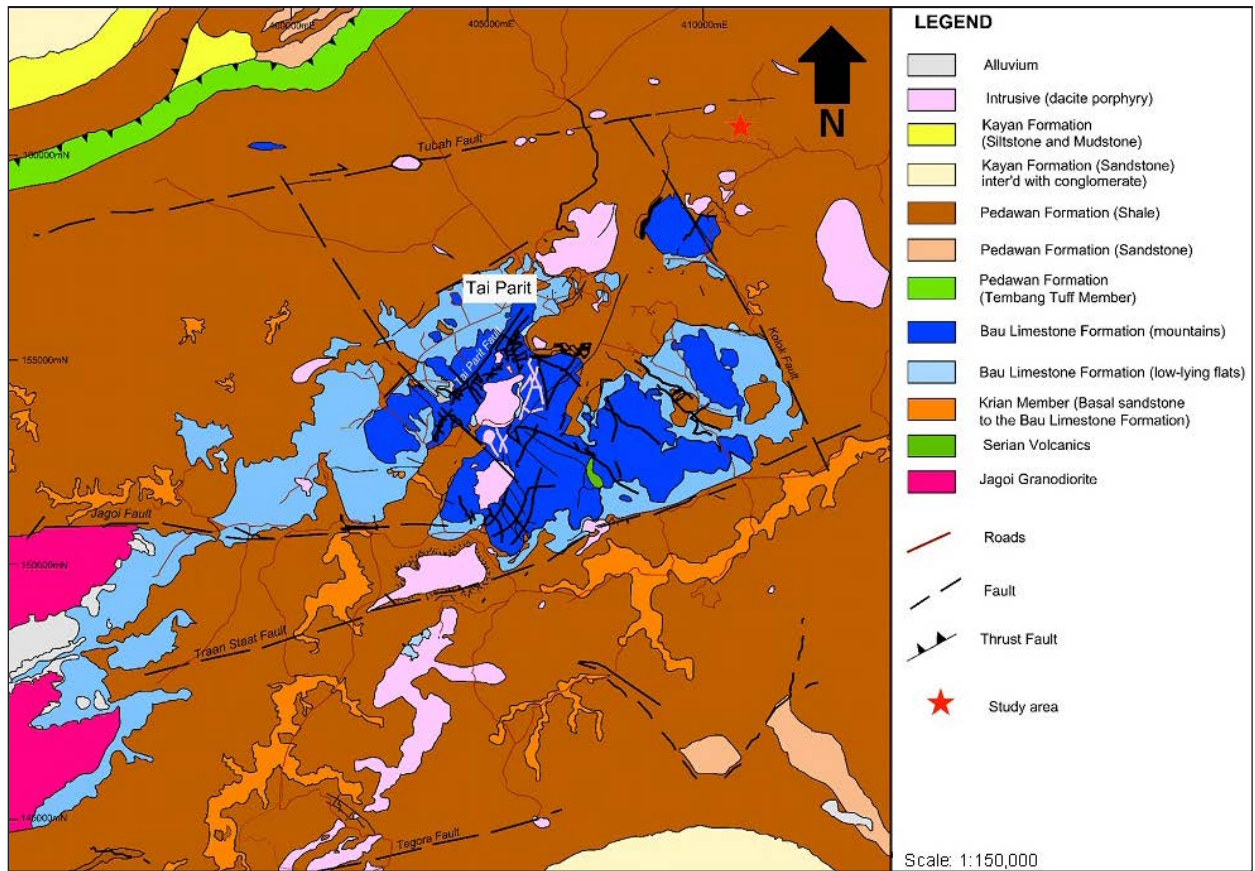 400000mE
405000mE
410000mE
N
160000mN
Tubah Fault
Tai Parit
155000mN
Tai Parit Fault
Kolok Fault
Jagoi Fault
150000mN
Traan Staat Fault
145000mN
Tegora Fault
LEGEND
Alluvium
Intrusive (dacite porphyry)
Kayan Formation
(Siltstone and Mudstone)
Kayan Formation (Sandstone)
inter'd with conglomerate)
Pedawan Formation (Shale)
Pedawan Formation (Sandstone)
Pedawan Formation
(Tembang Tuff Member)
Bau Limestone Formation (mountains)
Bau Limestone Formation (low-lying flats)
Krian Member (Basal sandstone
to the Bau Limestone Formation)
Serian Volcanics
Jagoi Granodiorite
Roads
Fault
Thrust Fault
Study area
Scale: 1:150,000